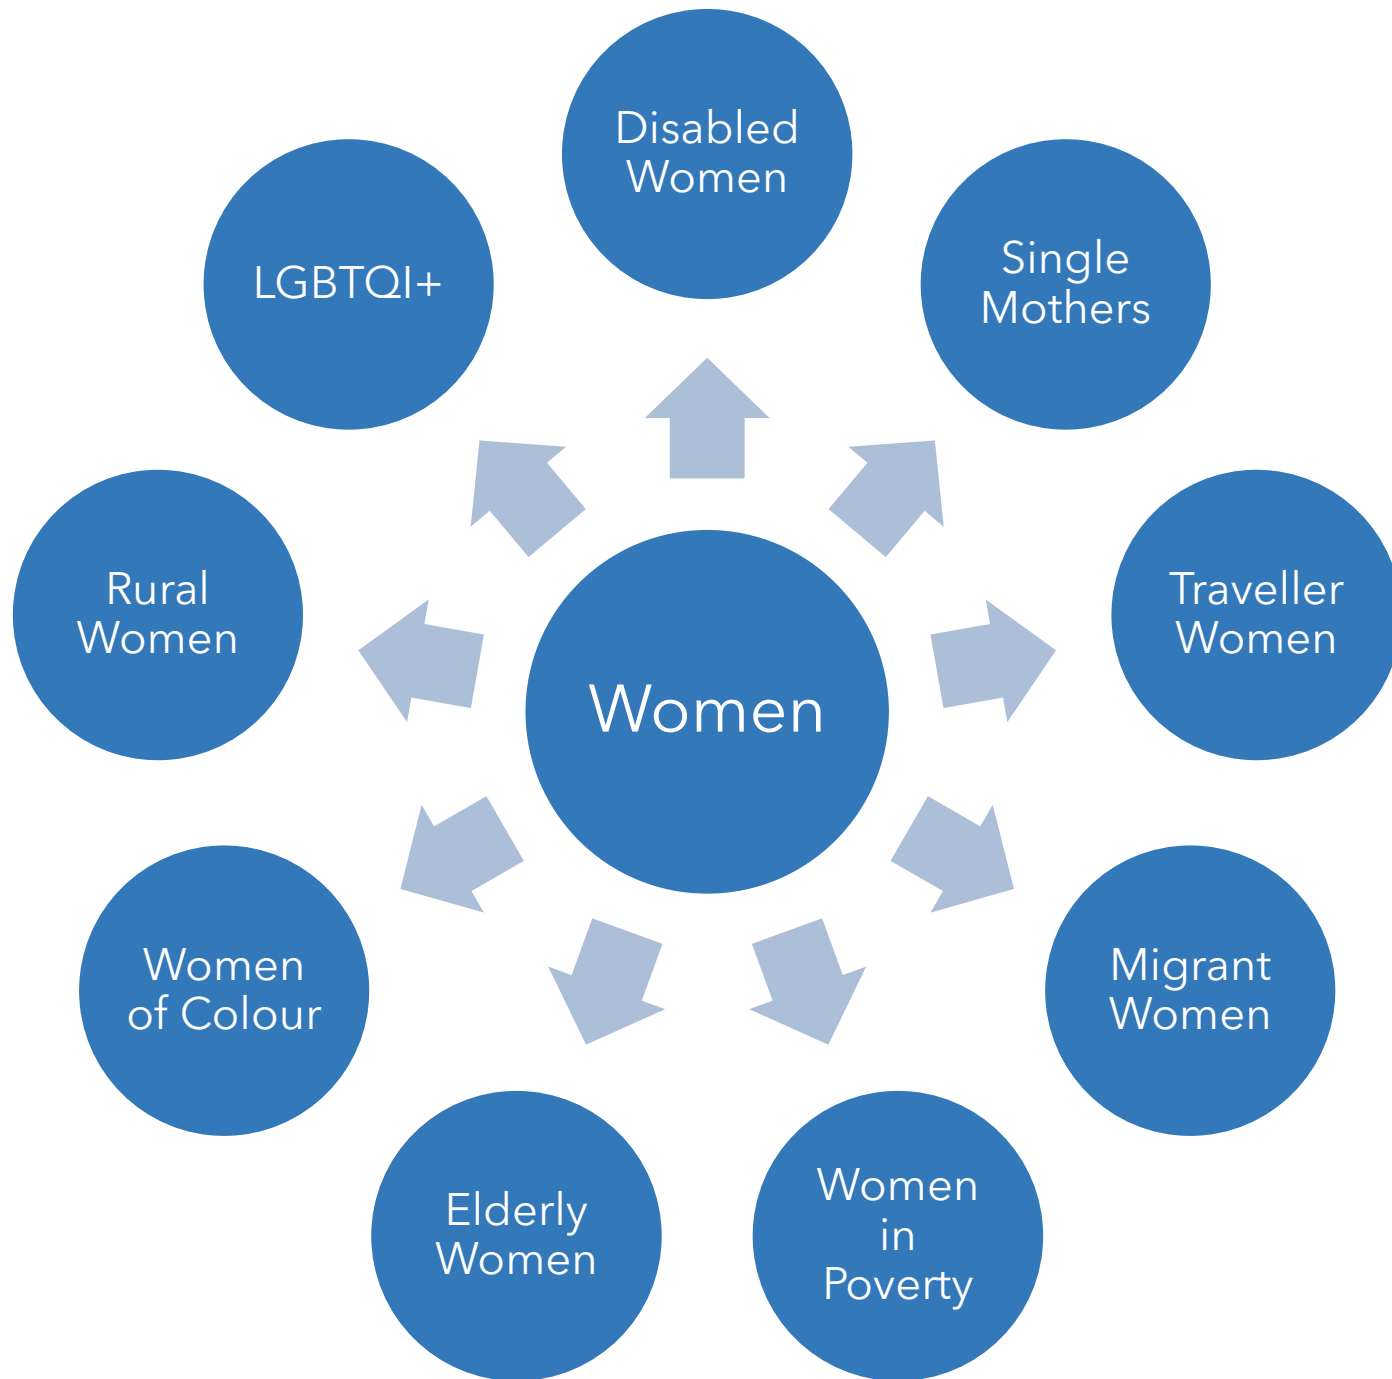 Disabled
Women
Single
Mothers
Traveller
Women
Migrant
Women
Women
in
Poverty
Elderly
Women
Women
of Colour
Rural
Women
LGBTQI+
Women